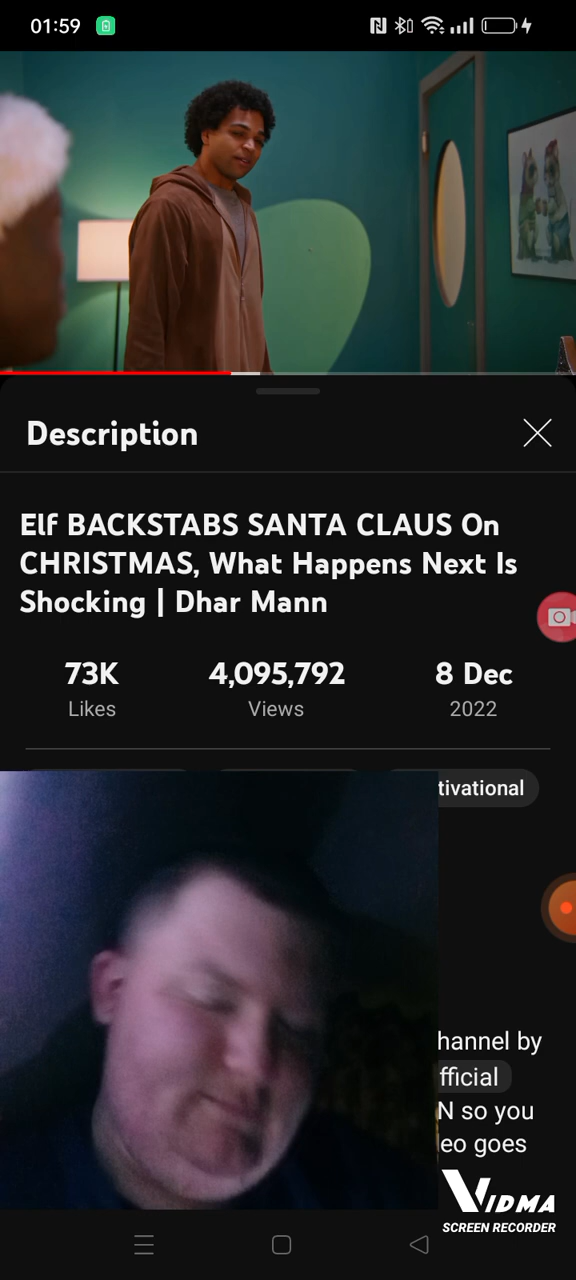 01:59
Description
Elf BACKSTABS SANTA CLAUS On
CHRISTMAS, What Happens Next Is
Shocking | Dhar Mann
73K
4,095,792
8 Dec
Likes
Views
2022
tivational
hannel by
fficial
N so you
eo goes
VIDMA
SCREEN RECORDER